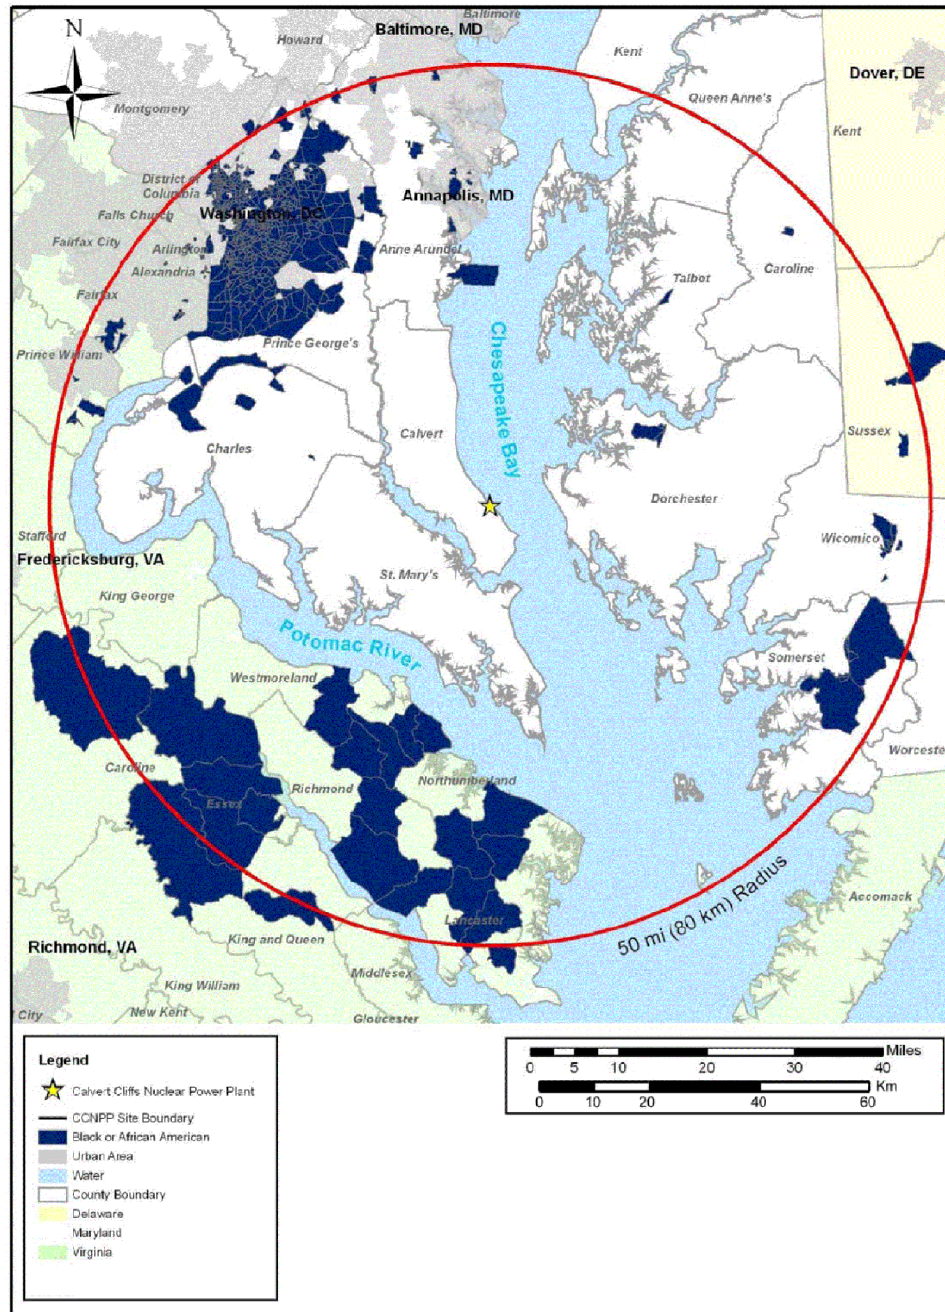 Baltimore
Baltimore, MD
N
Howard
Kent
Dover, DE
Queen Anne's
Montgomery
Kent
District of
Columbia
Annapolis, MD
Falls Church
Washington, DC
Fairfax City
Arlington
Anne Arundel
Caroline
Alexandria
Talbot
Fairfax
Prince George's
Prince William
Chesapeake Bay
Calvert
Sussex
Charles
Dorchester
Stafford
Wicomico
Fredericksburg, VA
St. Mary's
King George
Potomac River
Somerset
Westmoreland
Worceste
Caroline
Northumberland
Richmond
Essex
50 mi (80 km) Radius
Accomack
Lancaster
Richmond, VA
King and Queen
Middlesex
King William
New Kent
City
Gloucester
Legend
Calvert Cliffs Nuclear Power Plant
CCNPP Site Boundary
Black or African American
Urban Area
Water
County Boundary
Delaware
Maryland
Virginia
Miles
0 5 10 20 30 40
Km
0 10 20 40 60